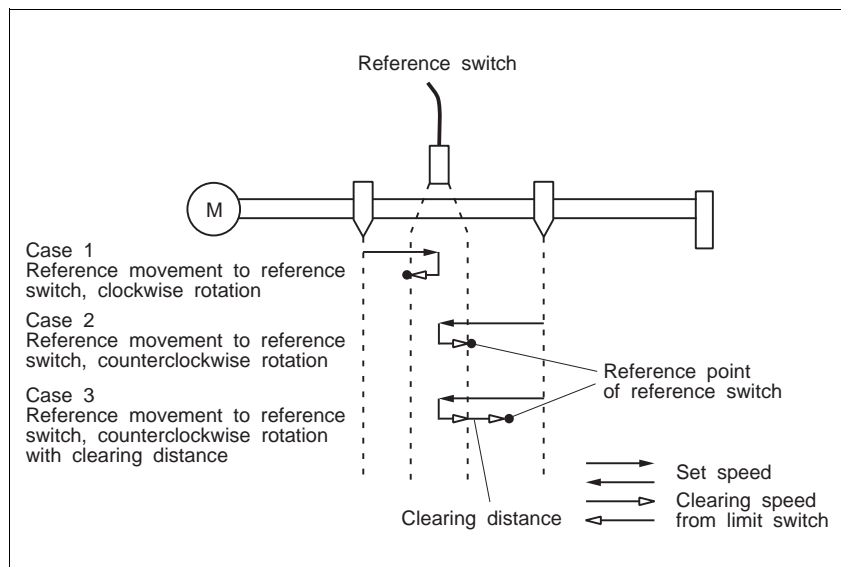 Reference switch
M
Case 1
Reference movement to reference
switch, clockwise rotation
Case 2
Reference movement to reference
switch, counterclockwise rotation
Case 3
Reference movement to reference
switch, counterclockwise rotation
with clearing distance
Reference point
of reference switch
Clearing distance
Set speed
Clearing speed
from limit switch